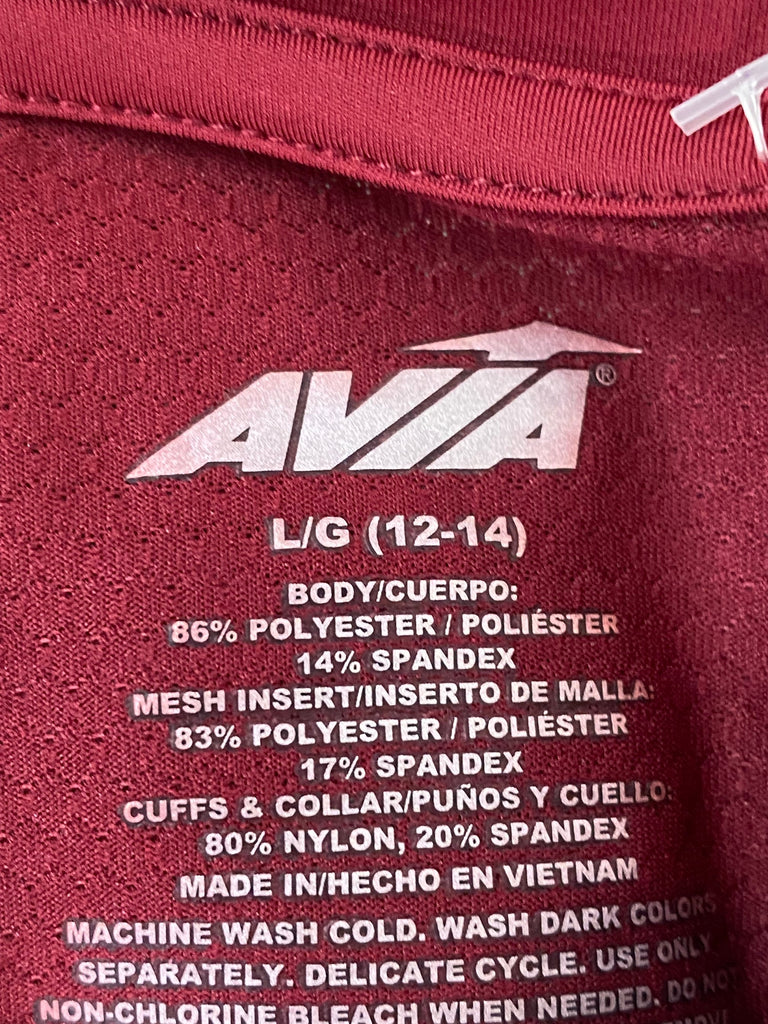 AVIA®
L/G (12-14)
BODY/CUERPO:
86% POLYESTER / POLIÉSTER
14% SPANDEX
MESH INSERT/INSERTO DE MALLA:
83% POLYESTER / POLIÉSTER
17% SPANDEX
CUFFS & COLLAR/PUÑOS Y CUELLO:
80% NYLON, 20% SPANDEX
MADE IN/HECHO EN VIETNAM
MACHINE WASH COLD. WASH DARK COLORS
SEPARATELY. DELICATE CYCLE. USE ONLY
NON-CHLORINE BLEACH WHEN NEEDED. DO NOT